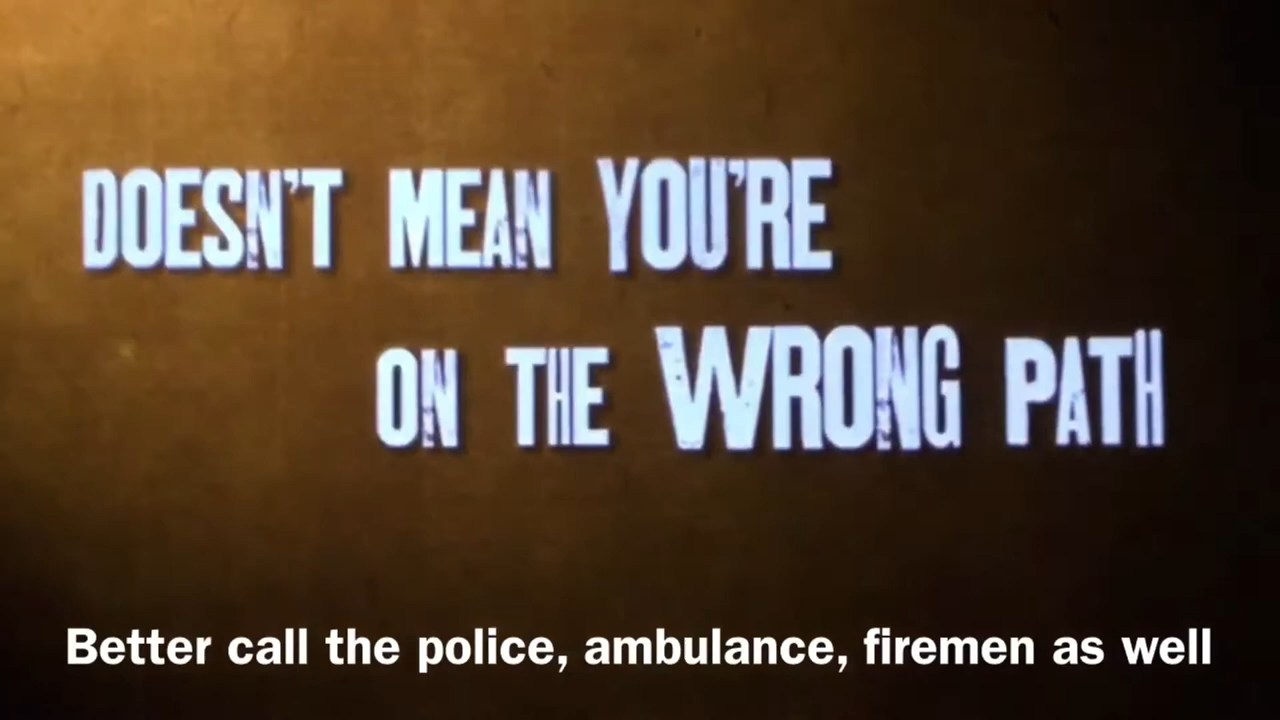 DOESN'T MEAN YOU'RE
ON THE WRONG PATH
Better call the police, ambulance, firemen as well